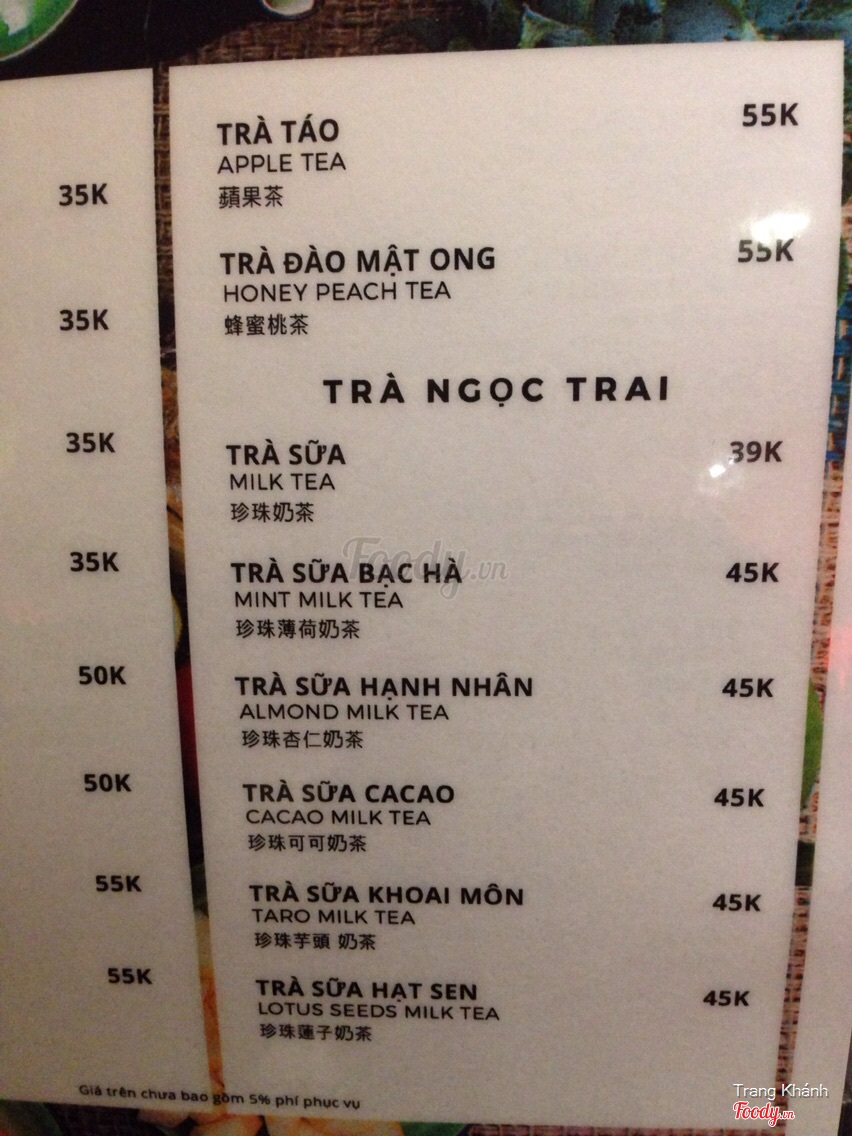 35K
35K
35K
35K
50K
50K
55K
55K
TRÀ TÁO 55K
APPLE TEA
蘋果茶
TRÀ ĐÀO MẬT ONG 55K
HONEY PEACH TEA
蜂蜜桃茶
TRÀ NGỌC TRAI
TRÀ SỮA 39K
MILK TEA
珍珠奶茶
TRÀ SỮA BẠC HÀ 45K
MINT MILK TEA
珍珠薄荷奶茶
TRÀ SỮA HẠNH NHÂN 45K
ALMOND MILK TEA
珍珠杏仁奶茶
TRÀ SỮA CACAO 45K
CACAO MILK TEA
珍珠可可奶茶
TRÀ SỮA KHOAI MÔN 45K
TARO MILK TEA
珍珠芋頭 奶茶
TRÀ SỮA HẠT SEN 45K
LOTUS SEEDS MILK TEA
珍珠蓮子奶茶
Giá trên chưa bao gồm 5% phí phục vụ
Foody.vn
Trang Khánh
Foody.vn